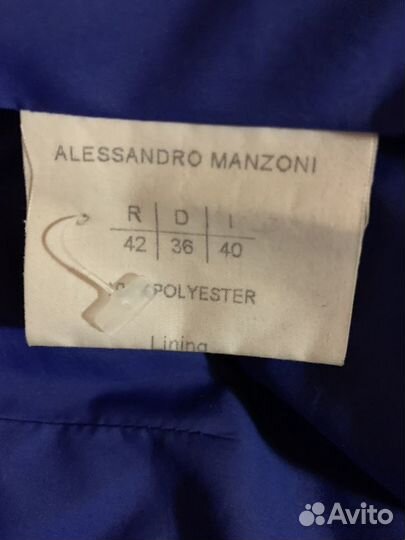 ALESSANDRO MANZONI
R D I
42 36 40
POLYESTER
Lining
Avito